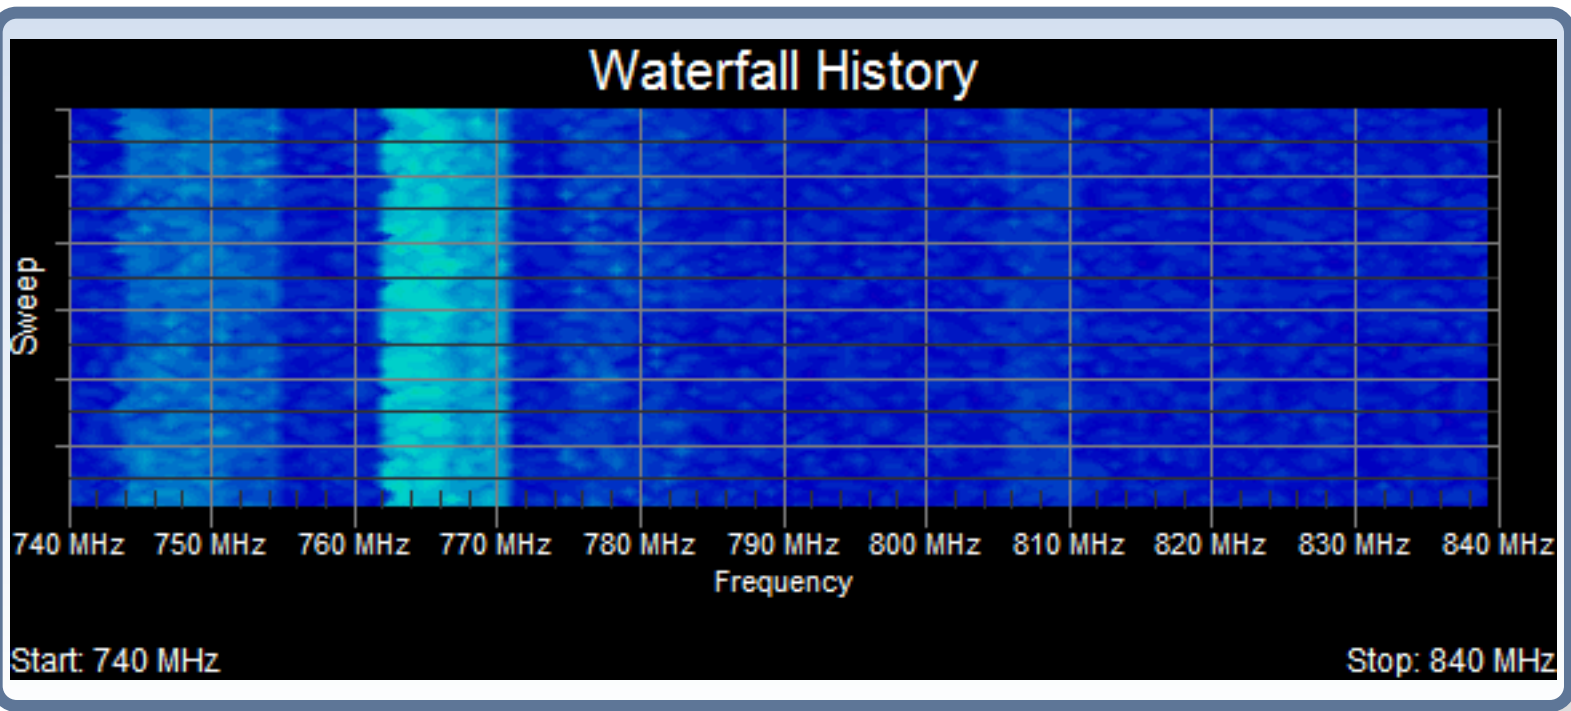 Waterfall History
Sweep
740 MHz 750 MHz 760 MHz 770 MHz 780 MHz 790 MHz 800 MHz 810 MHz 820 MHz 830 MHz 840 MHz
Frequency
Start: 740 MHz Stop: 840 MHz